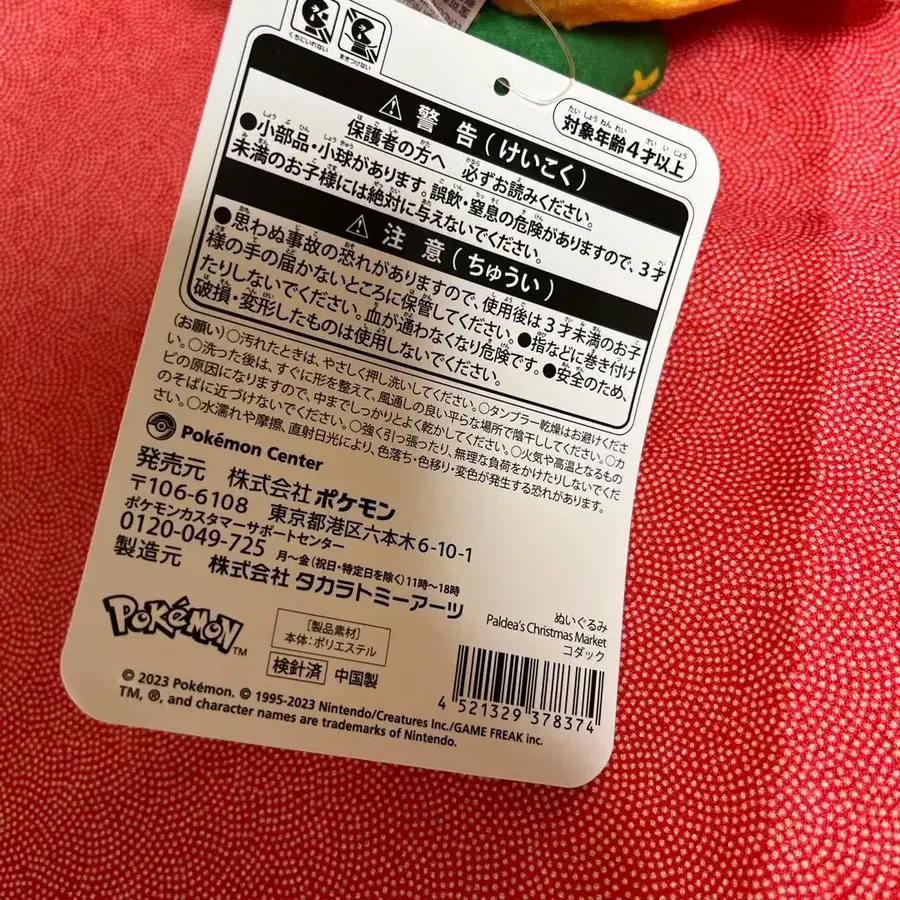 くちにいれない
まきつけない
対象年齢4才以上
たいしょうねんれい さいいじょう
警告(けいこく)
保護者の方へ 必ずお読みください。
●小部品・小球があります。誤飲・窒息の危険がありますので、3才
未満のお子様には絶対に与えないでください。
注意(ちゅうい)
●思わぬ事故の恐れがありますので、使用後は3才未満のお子
様の手の届かないところに保管してください。●指などに巻き付け
たりしないでください。血が通わなくなり危険です。●安全のため、
破損・変形したものは使用しないでください。
(お願い)○汚れたときは、やさしく押し洗いしてください。○タンブラー乾燥はお避けくださ
い。○洗った後は、すぐに形を整えて、風通しの良い平らな場所で陰干ししてください。○カ
ビの原因になりますので、中までしっかりとよく乾かしてください。○火気や高温となるもの
のそばに近づけないでください。○強く引っ張ったり、無理な負荷をかけたりしないでくだ
さい。○水濡れや摩擦、直射日光により、色落ち・色移り・変色が発生する恐れがあります。
Pokémon Center
発売元 株式会社ポケモン
〒106-6108 東京都港区六本木6-10-1
ポケモンカスタマーサポートセンター
0120-049-725 月~金(祝日・特定日を除く)11時~18時
製造元 株式会社タカラトミーアーツ
POKéMON TM
[製品素材]
本体:ポリエステル
検針済 中国製
ぬいぐるみ
Paldea's Christmas Market
コダック
4 521329 378374
© 2023 Pokémon. © 1995-2023 Nintendo/Creatures Inc./GAME FREAK inc.
TM, ®, and character names are trademarks of Nintendo.